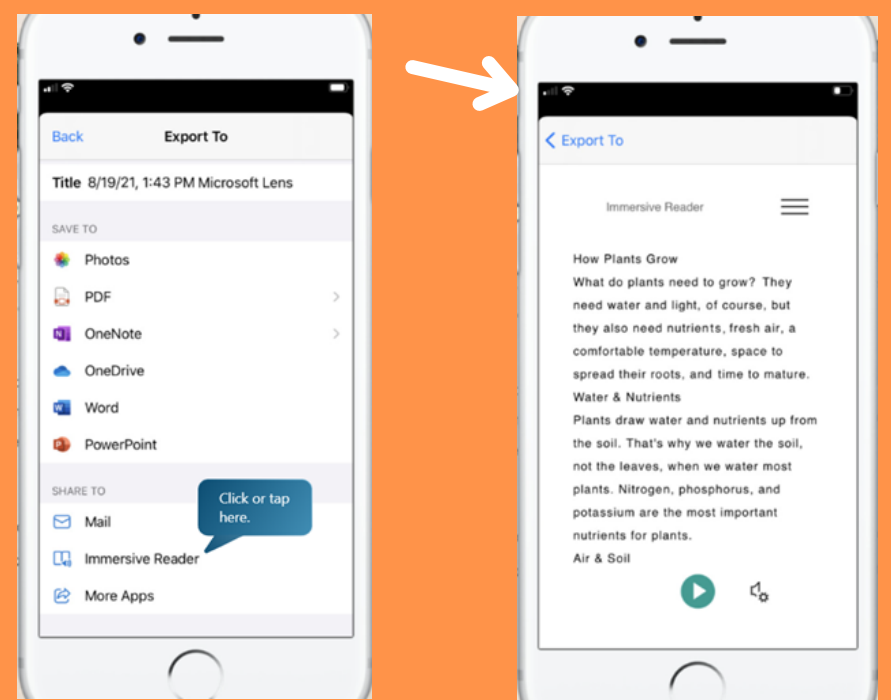 Back
Export To
Title 8/19/21, 1:43 PM Microsoft Lens
SAVE TO
Photos
PDF
OneNote
OneDrive
Word
PowerPoint
SHARE TO
Click or tap
here.
Mail
Immersive Reader
More Apps
Export To
Immersive Reader
How Plants Grow
What do plants need to grow? They
need water and light, of course, but
they also need nutrients, fresh air, a
comfortable temperature, space to
spread their roots, and time to mature.
Water & Nutrients
Plants draw water and nutrients up from
the soil. That's why we water the soil,
not the leaves, when we water most
plants. Nitrogen, phosphorus, and
potassium are the most important
nutrients for plants.
Air & Soil